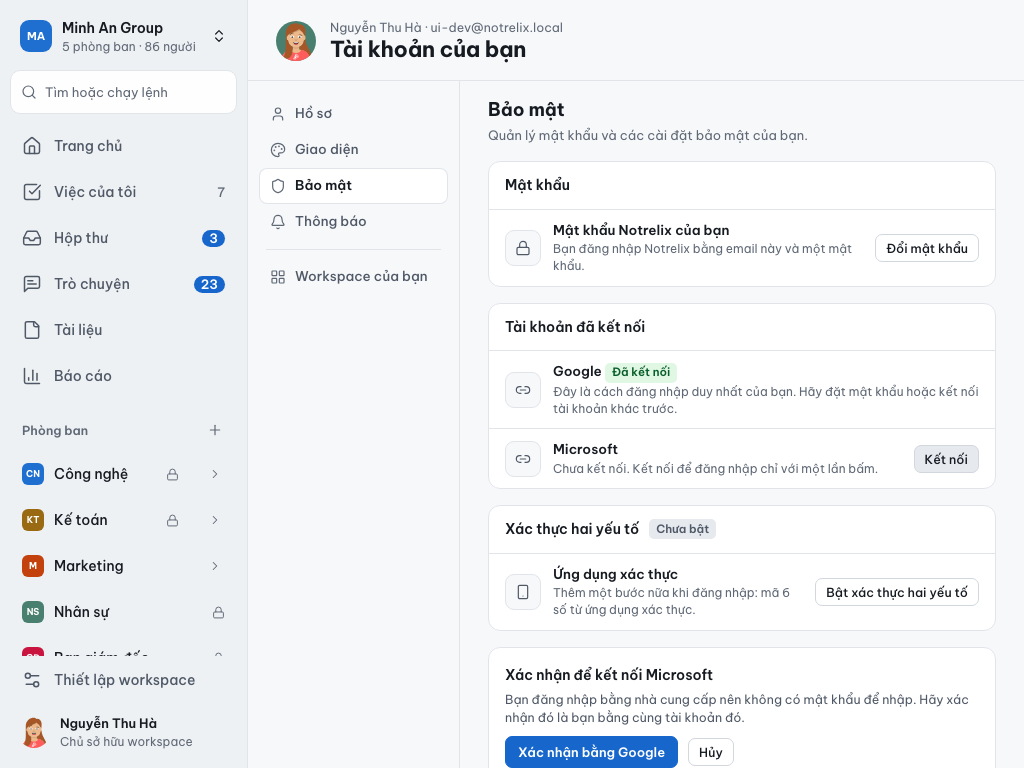 MA
Minh An Group
5 phòng ban · 86 người
Tìm hoặc chạy lệnh
Trang chủ
Việc của tôi 7
Hộp thư 3
Trò chuyện 23
Tài liệu
Báo cáo
Phòng ban
CN Công nghệ
KT Kế toán
M Marketing
NS Nhân sự
Thiết lập workspace
Nguyễn Thu Hà
Chủ sở hữu workspace
Nguyễn Thu Hà · ui-dev@notrelix.local
Tài khoản của bạn
Hồ sơ
Giao diện
Bảo mật
Thông báo
Workspace của bạn
Bảo mật
Quản lý mật khẩu và các cài đặt bảo mật của bạn.
Mật khẩu
Mật khẩu Notrelix của bạn
Bạn đăng nhập Notrelix bằng email này và một mật
khẩu.
Đổi mật khẩu
Tài khoản đã kết nối
Google Đã kết nối
Đây là cách đăng nhập duy nhất của bạn. Hãy đặt mật khẩu hoặc kết nối
tài khoản khác trước.
Microsoft
Chưa kết nối. Kết nối để đăng nhập chỉ với một lần bấm.
Kết nối
Xác thực hai yếu tố Chưa bật
Ứng dụng xác thực
Thêm một bước nữa khi đăng nhập: mã 6
số từ ứng dụng xác thực.
Bật xác thực hai yếu tố
Xác nhận để kết nối Microsoft
Bạn đăng nhập bằng nhà cung cấp nên không có mật khẩu để nhập. Hãy xác
nhận đó là bạn bằng cùng tài khoản đó.
Xác nhận bằng Google
Hủy